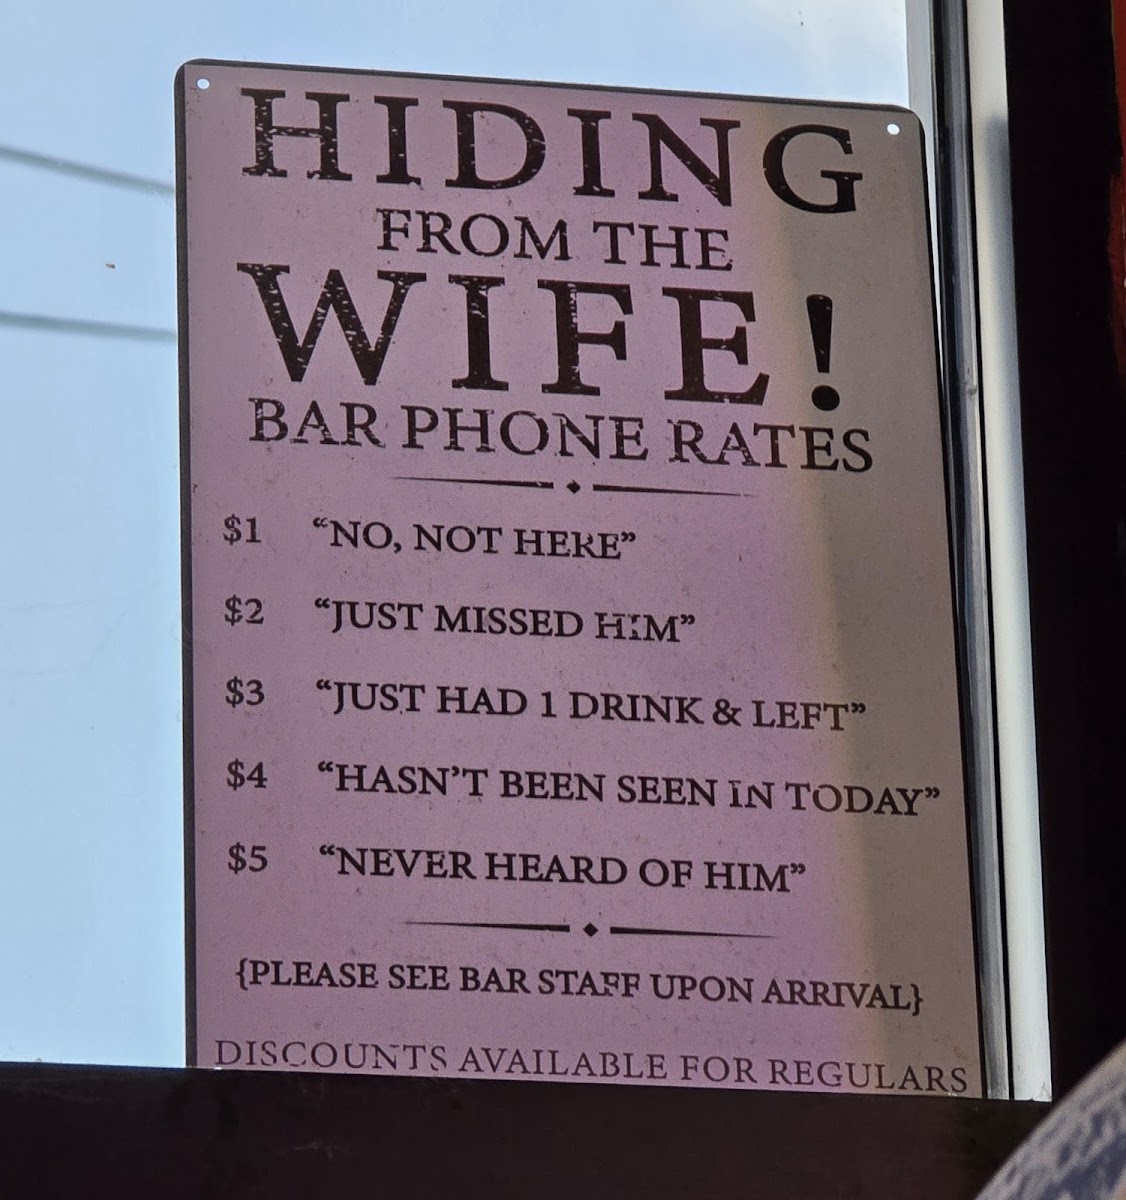 HIDING
FROM THE
WIFE!
BAR PHONE RATES
$1 “NO, NOT HERE”
$2 “JUST MISSED HIM”
$3 “JUST HAD 1 DRINK & LEFT”
$4 “HASN’T BEEN SEEN IN TODAY”
$5 “NEVER HEARD OF HIM”
{PLEASE SEE BAR STAFF UPON ARRIVAL}
DISCOUNTS AVAILABLE FOR REGULARS